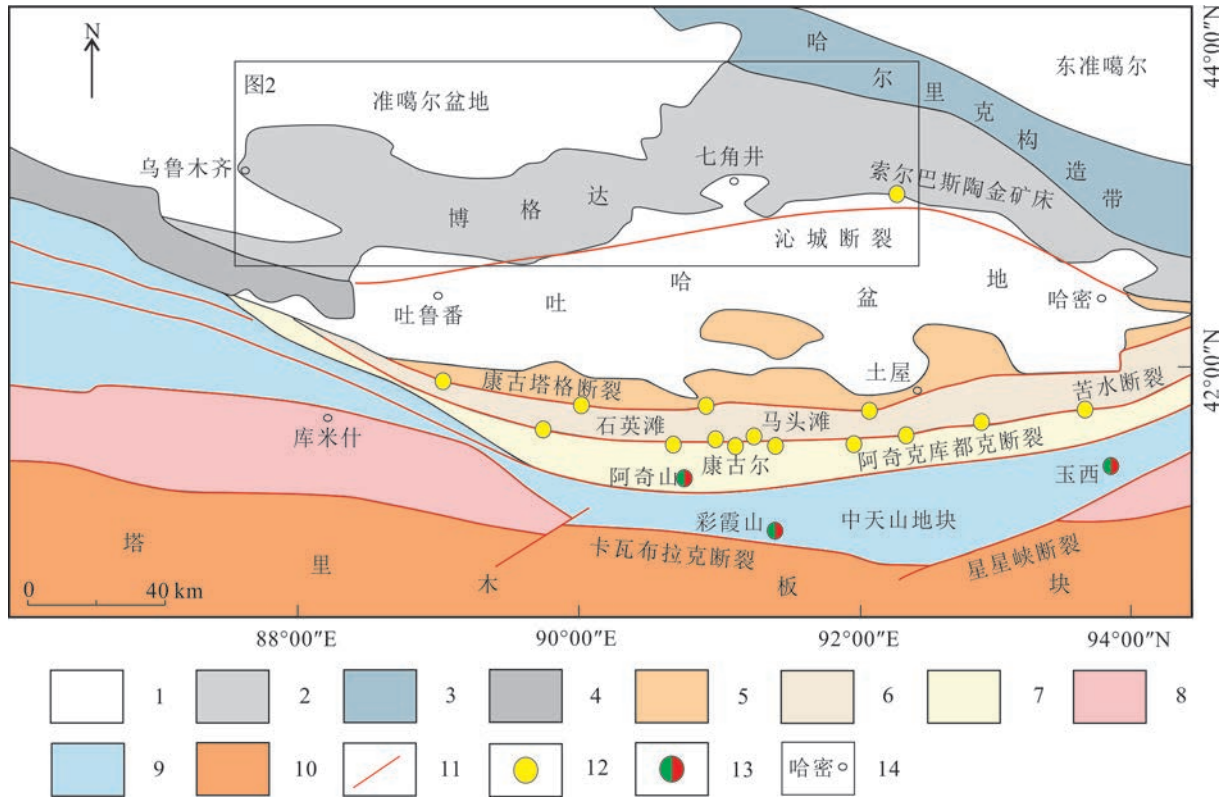 N
图2
准噶尔盆地
哈尔里克构造带
东准噶尔
44°00″N
乌鲁木齐
七角井
索尔巴斯陶金矿床
博格达
沁城断裂
吐哈盆地
吐鲁番
哈密
42°00″N
康古塔格断裂
土屋
苦水断裂
石英滩
马头滩
库米什
康古尔
阿奇克库都克断裂
阿奇山
玉西
彩霞山
中天山地块
卡瓦布拉克断裂
星星峡断裂
塔里木板块
0 40 km
88°00″E 90°00″E 92°00″E 94°00″N
1 2 3 4 5 6 7 8
9 10 11 12 13 哈密 14